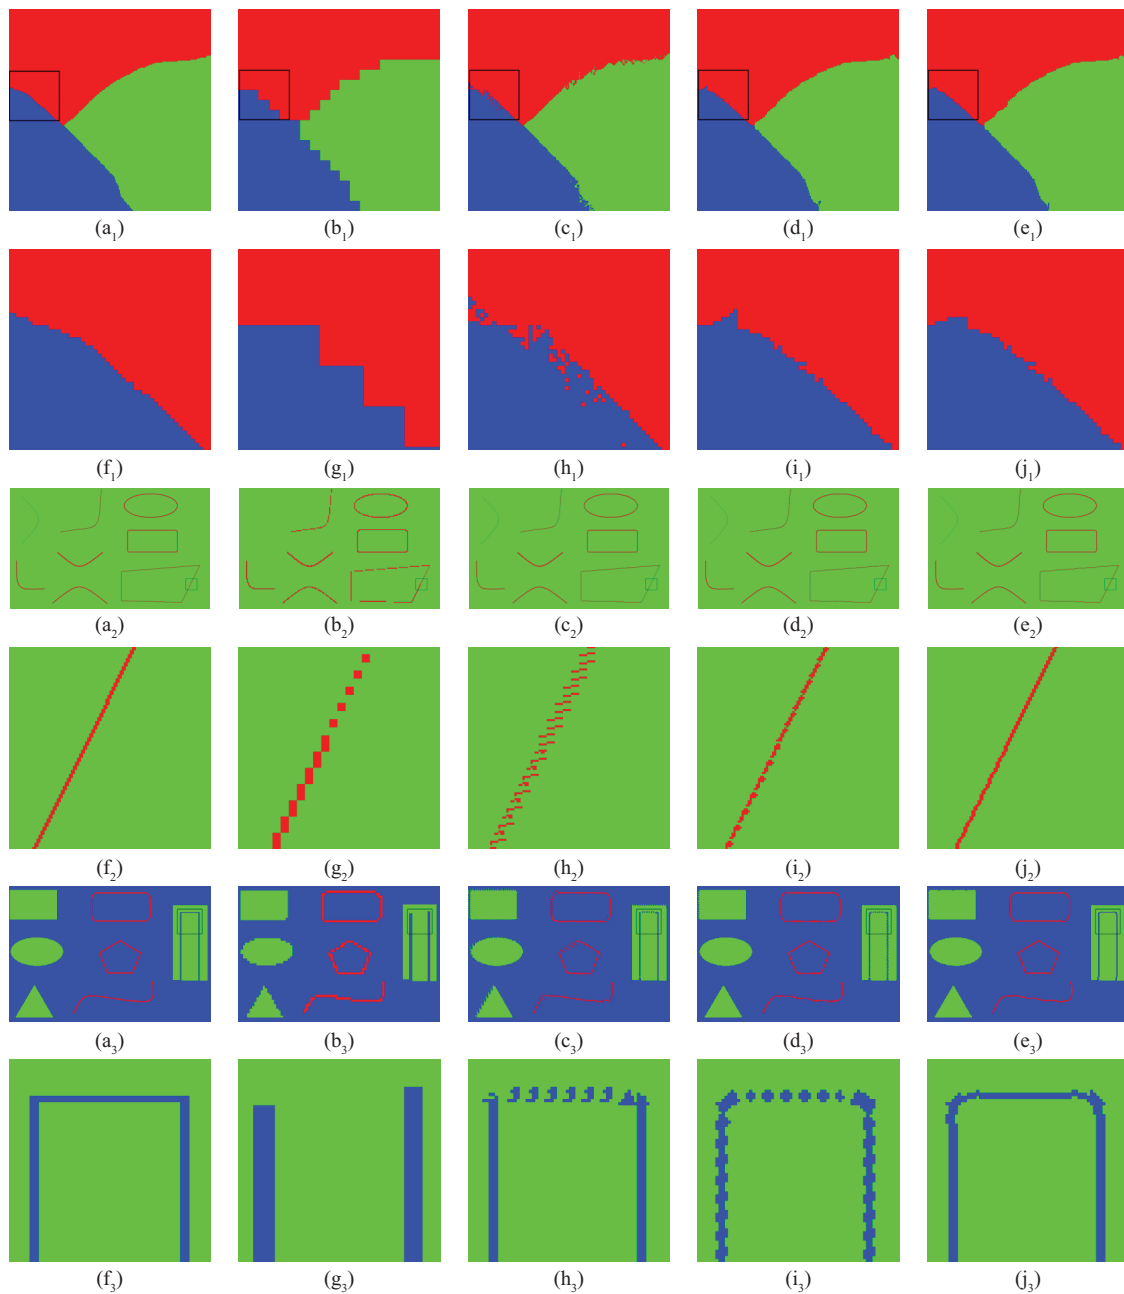 (a₁) (b₁) (c₁) (d₁) (e₁)
(f₁) (g₁) (h₁) (i₁) (j₁)
(a₂) (b₂) (c₂) (d₂) (e₂)
(f₂) (g₂) (h₂) (i₂) (j₂)
(a₃) (b₃) (c₃) (d₃) (e₃)
(f₃) (g₃) (h₃) (i₃) (j₃)